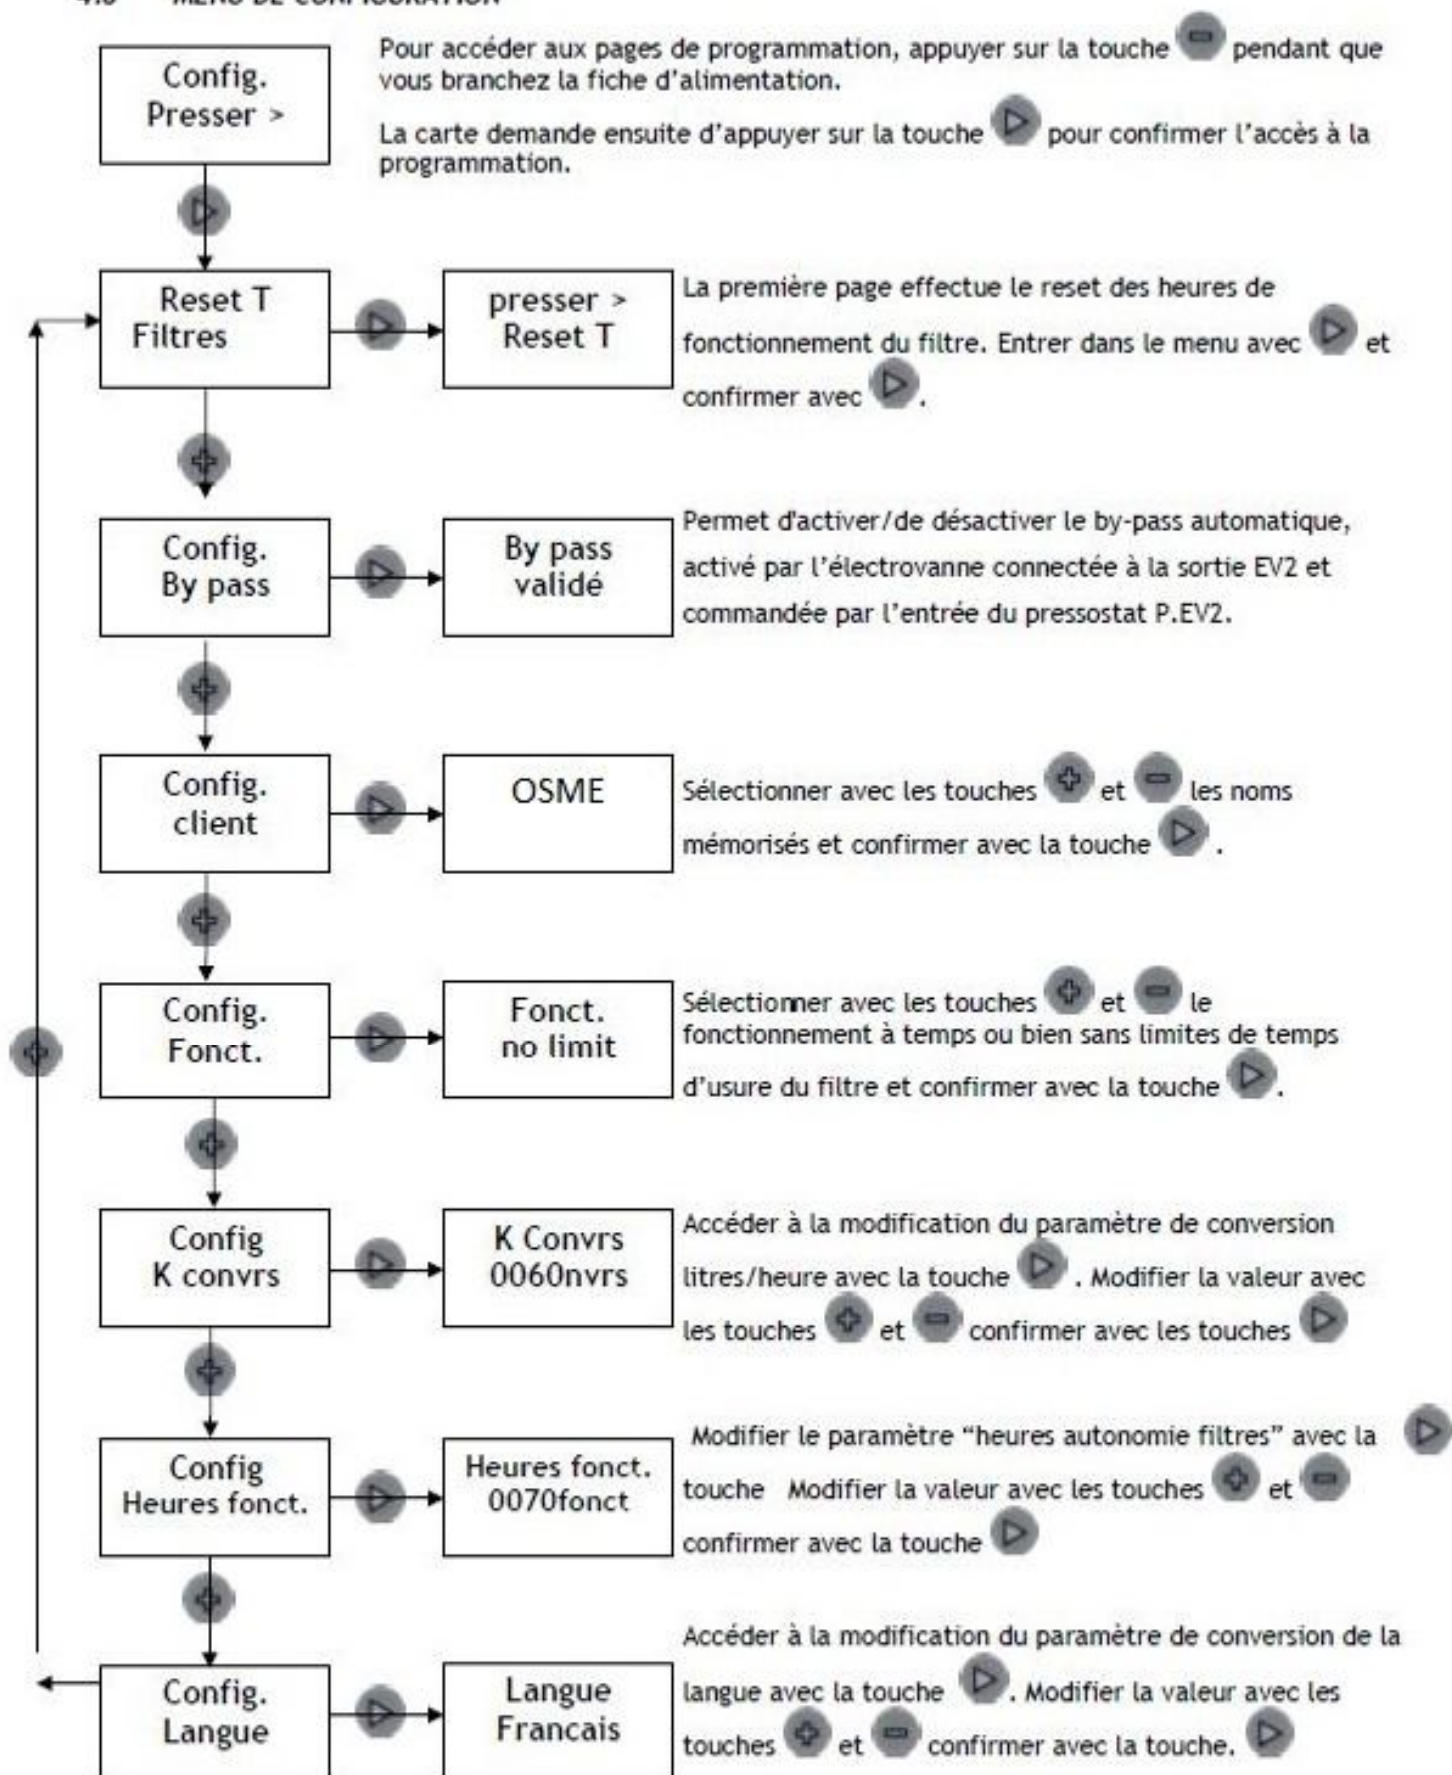 MENU DE CONFIGURATION
Config.
Presser >
Pour accéder aux pages de programmation, appuyer sur la touche pendant que
vous branchez la fiche d'alimentation.
La carte demande ensuite d'appuyer sur la touche pour confirmer l'accès à la
programmation.
Reset T
Filtres
presser >
Reset T
La première page effectue le reset des heures de
fonctionnement du filtre. Entrer dans le menu avec et
confirmer avec .
Config.
By pass
By pass
validé
Permet d'activer/de désactiver le by-pass automatique,
activé par l'électrovanne connectée à la sortie EV2 et
commandée par l'entrée du pressostat P.EV2.
Config.
client
OSME
Sélectionner avec les touches et les noms
mémorisés et confirmer avec la touche .
Config.
Fonct.
Fonct.
no limit
Sélectionner avec les touches et le
fonctionnement à temps ou bien sans limites de temps
d'usure du filtre et confirmer avec la touche .
Config
K convrs
K Convrs
0060nvrs
Accéder à la modification du paramètre de conversion
litres/heure avec la touche . Modifier la valeur avec
les touches et confirmer avec les touches
Config
Heures fonct.
Heures fonct.
0070fonct
Modifier le paramètre “heures autonomie filtres” avec la
touche Modifier la valeur avec les touches et
confirmer avec la touche
Config.
Langue
Langue
Francais
Accéder à la modification du paramètre de conversion de la
langue avec la touche . Modifier la valeur avec les
touches et confirmer avec la touche.